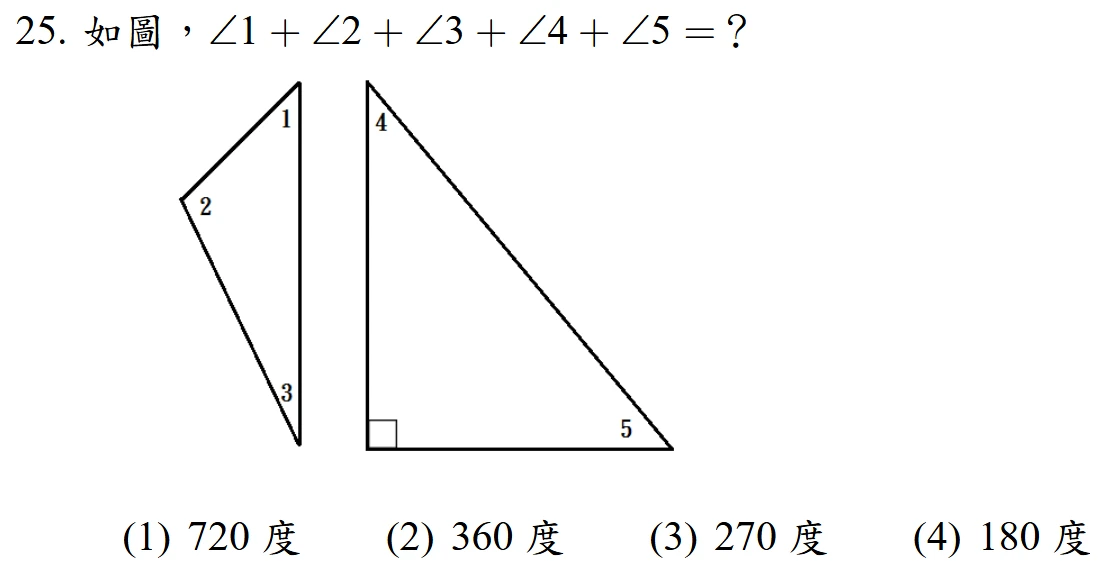 25. 如圖，∠1 + ∠2 + ∠3 + ∠4 + ∠5 = ?
1
4
2
3
5
(1) 720 度 (2) 360 度 (3) 270 度 (4) 180 度